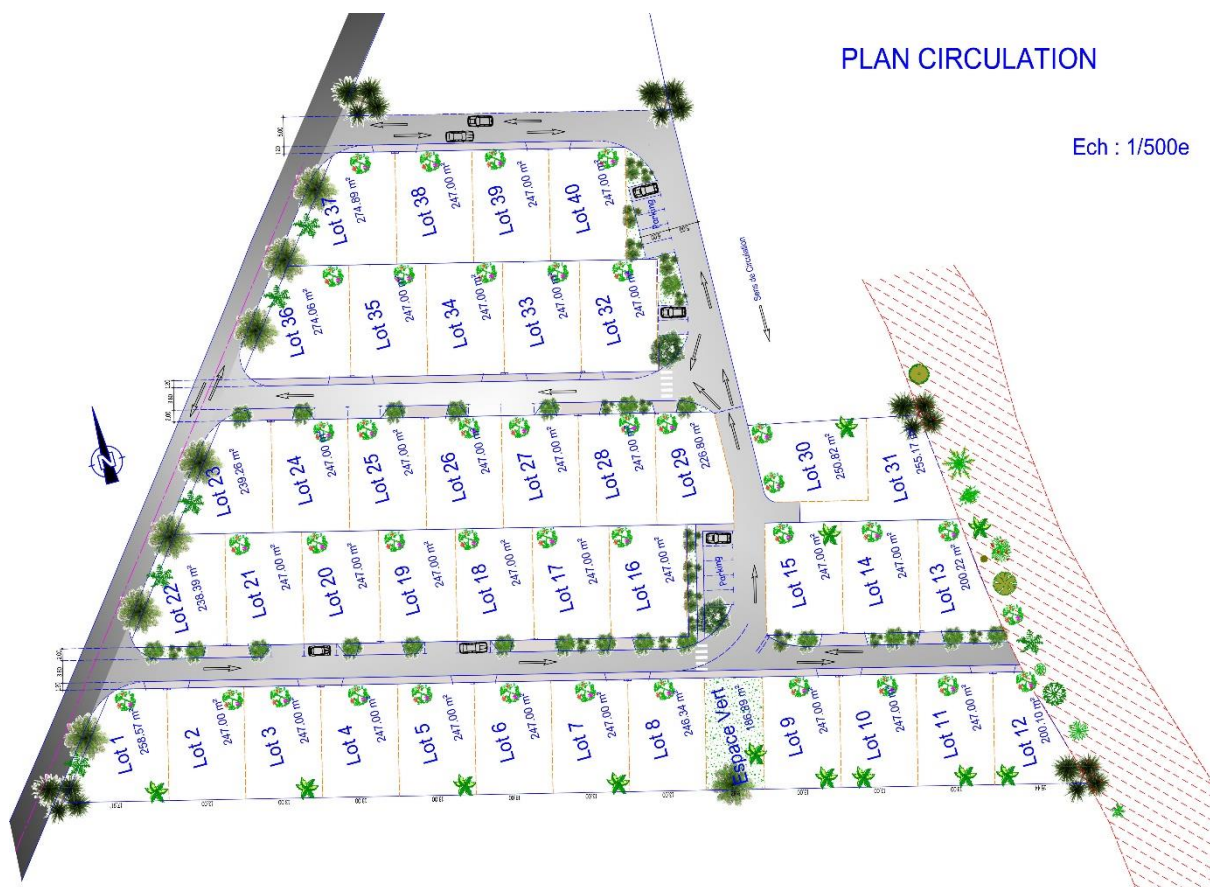 PLAN CIRCULATION
Ech : 1/500e
Lot 37
274.89 m²
Lot 38
247.00 m²
Lot 39
247.00 m²
Lot 40
247.00 m²
Parking
Sens de Circulation
Lot 36
274.06 m²
Lot 35
247.00 m²
Lot 34
247.00 m²
Lot 33
247.00 m²
Lot 32
247.00 m²
N
Lot 23
239.26 m²
Lot 24
247.00 m²
Lot 25
247.00 m²
Lot 26
247.00 m²
Lot 27
247.00 m²
Lot 28
247.00 m²
Lot 29
226.80 m²
Lot 30
250.82 m²
Lot 31
255.17
Lot 22
238.39 m²
Lot 21
247.00 m²
Lot 20
247.00 m²
Lot 19
247.00 m²
Lot 18
247.00 m²
Lot 17
247.00 m²
Lot 16
247.00 m²
Parking
Lot 15
247.00 m²
Lot 14
247.00 m²
Lot 13
200.22 m²
Lot 1
258.57 m²
Lot 2
247.00 m²
Lot 3
247.00 m²
Lot 4
247.00 m²
Lot 5
247.00 m²
Lot 6
247.00 m²
Lot 7
247.00 m²
Lot 8
246.34 m²
Espace Vert
186.89 m²
Lot 9
247.00 m²
Lot 10
247.00 m²
Lot 11
247.00 m²
Lot 12
200.10 m²